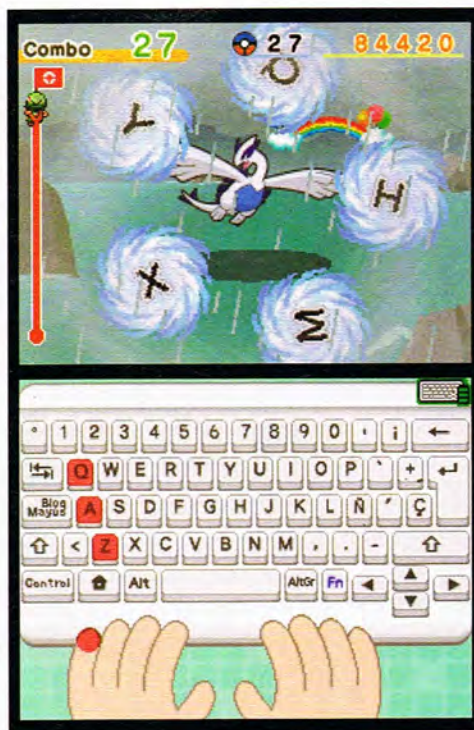 Combo 27 27 84420
Y O H X M
° 1 2 3 4 5 6 7 8 9 0 ' ¡ ←
Q W E R T Y U I O P ` + ↵
Bloq Mayus A S D F G H J K L Ñ ´ Ç
⇧ < Z X C V B N M , . - ⇧
Control Alt AltGr Fn ◀ ▲ ▼ ▶